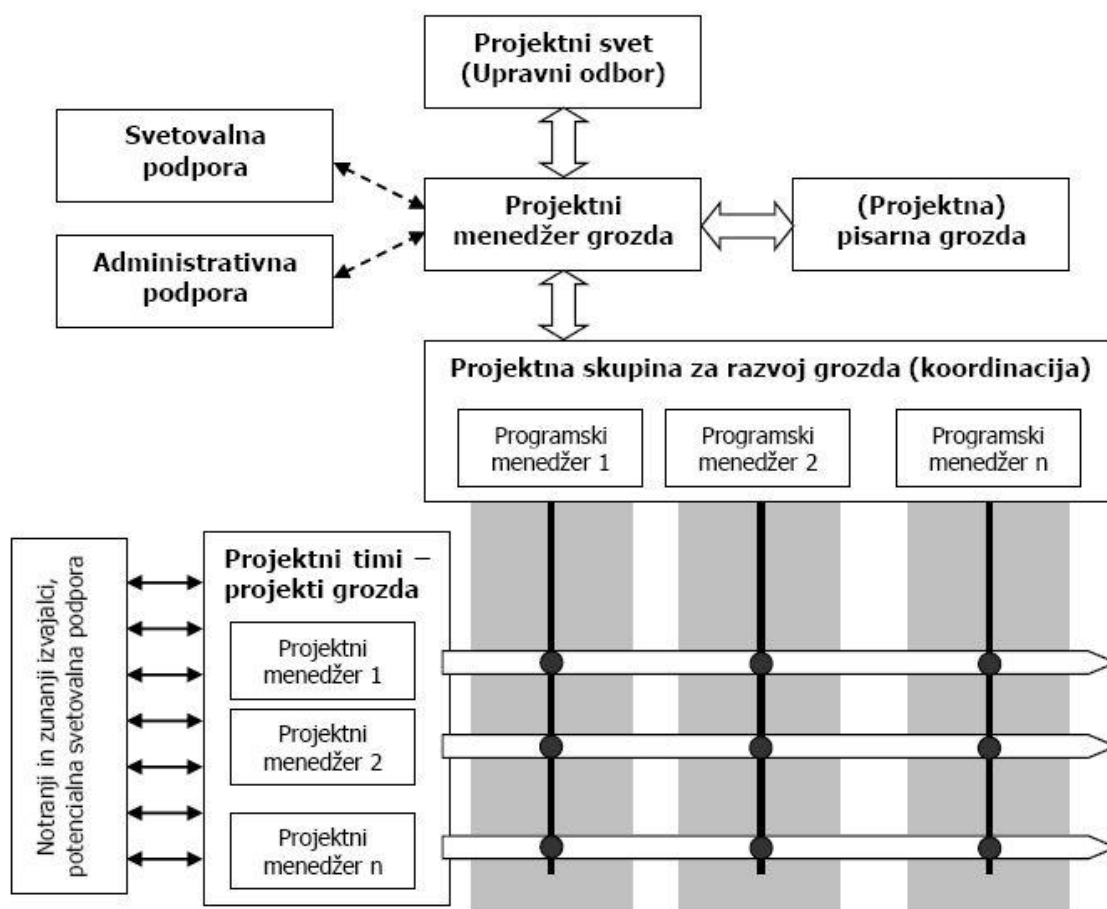 Projektni svet
(Upravni odbor)
Svetovalna
podpora
Projektni
menedžer grozda
(Projektna)
pisarna grozda
Administrativna
podpora
Projektna skupina za razvoj grozda (koordinacija)
Programski
menedžer 1
Programski
menedžer 2
Programski
menedžer n
Notranji in zunanji izvajalci,
potencialna svetovalna podpora
Projektni timi –
projekti grozda
Projektni
menedžer 1
Projektni
menedžer 2
Projektni
menedžer n